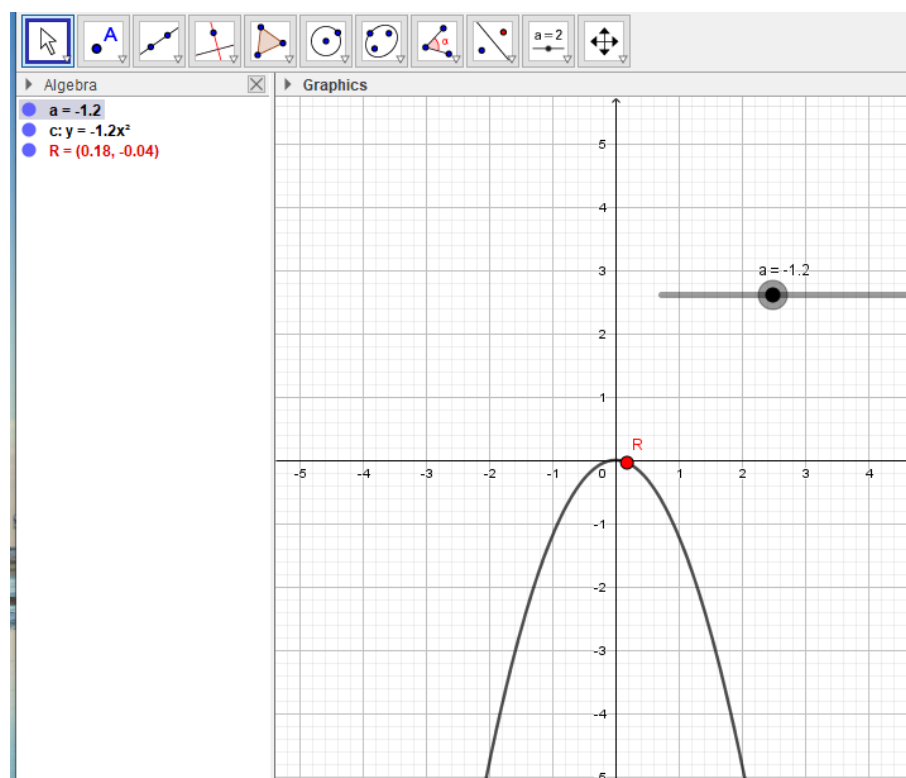 A
α
a = 2
Algebra
Graphics
a = -1.2
c: y = -1.2x²
R = (0.18, -0.04)
5
4
3
a = -1.2
2
1
R
-5 -4 -3 -2 -1 0 1 2 3 4
-1
-2
-3
-4
-5